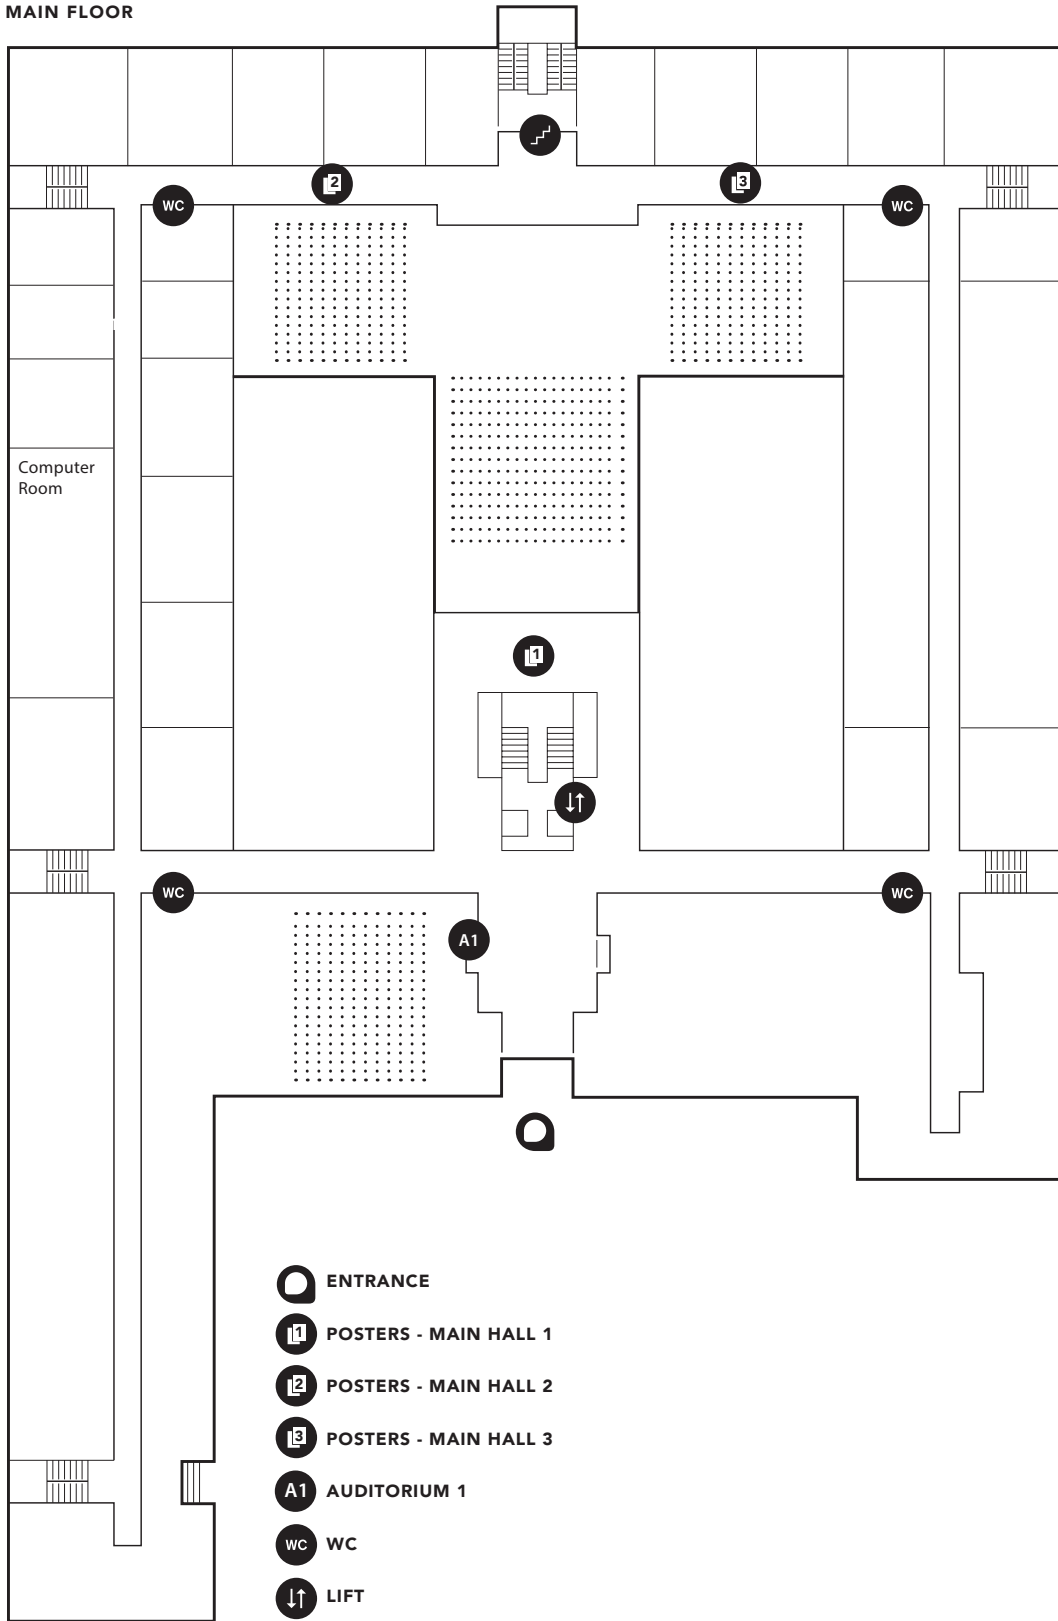 MAIN FLOOR
2
3
WC
WC
Computer
Room
1
WC
WC
A1
ENTRANCE
1 POSTERS - MAIN HALL 1
2 POSTERS - MAIN HALL 2
3 POSTERS - MAIN HALL 3
A1 AUDITORIUM 1
WC WC
LIFT